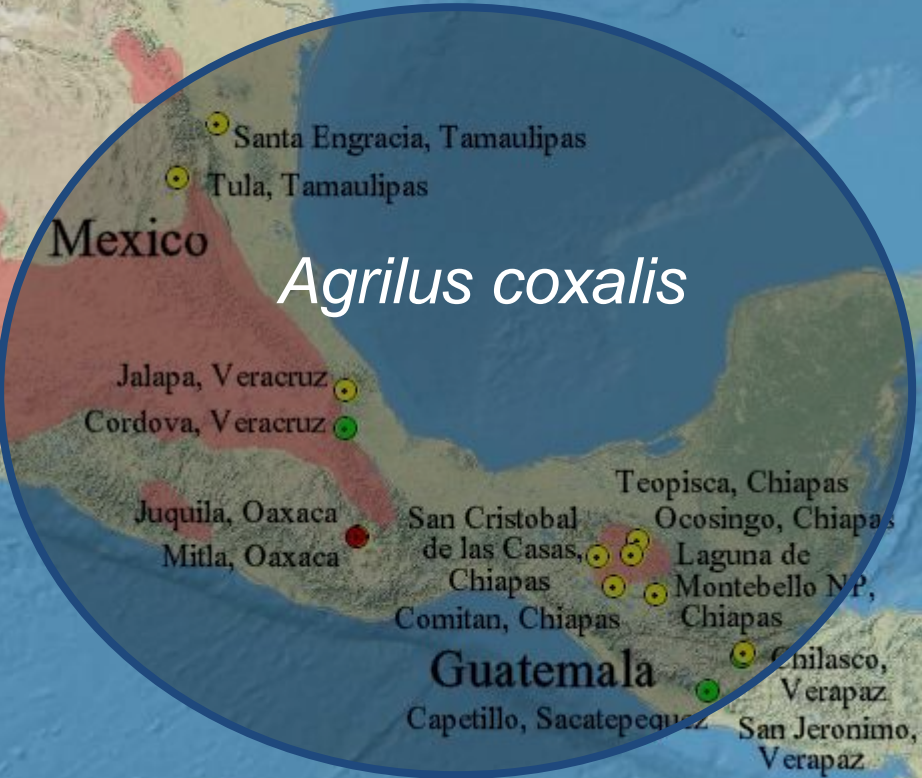 Santa Engracia, Tamaulipas
Tula, Tamaulipas
Mexico
Agrilus coxalis
Jalapa, Veracruz
Cordova, Veracruz
Teopisca, Chiapas
Juquila, Oaxaca
San Cristobal
Ocosingo, Chiapas
Mitla, Oaxaca
de las Casas,
Laguna de
Chiapas
Montebello NP,
Comitan, Chiapas
Chiapas
Guatemala
Chilasco,
Verapaz
Capetillo, Sacatepequez
San Jeronimo,
Verapaz